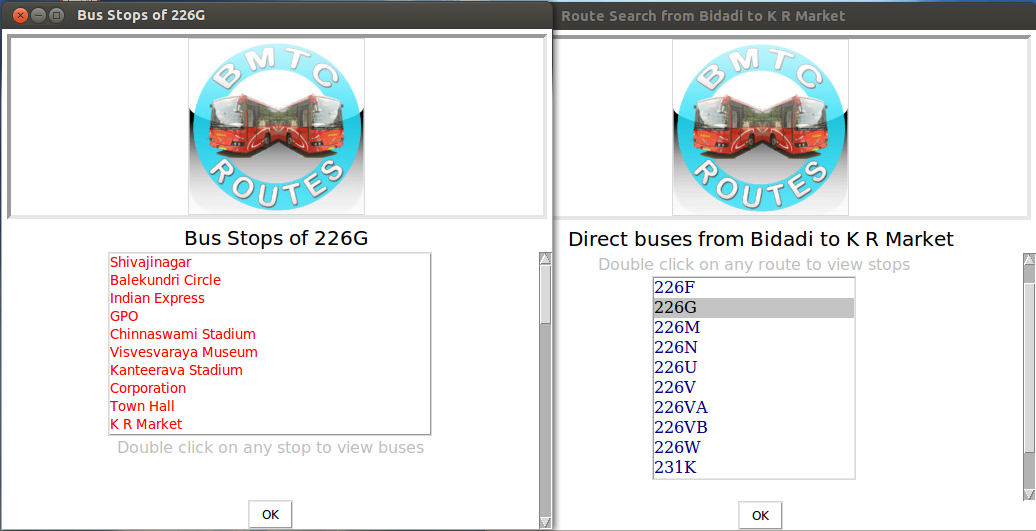 Bus Stops of 226G
BMTC
ROUTES
Bus Stops of 226G
Shivajinagar
Balekundri Circle
Indian Express
GPO
Chinnaswami Stadium
Visvesvaraya Museum
Kanteerava Stadium
Corporation
Town Hall
K R Market
Double click on any stop to view buses
OK
Route Search from Bidadi to K R Market
BMTC
ROUTES
Direct buses from Bidadi to K R Market
Double click on any route to view stops
226F
226G
226M
226N
226U
226V
226VA
226VB
226W
231K
OK